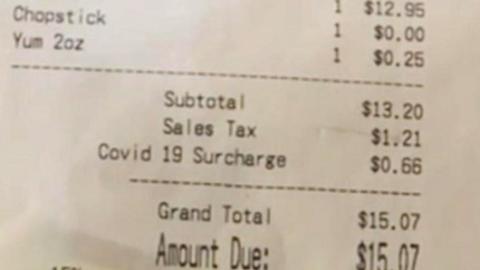 1 $12.95
Chopstick 1 $0.00
Yum 2oz 1 $0.25
Subtotal $13.20
Sales Tax $1.21
Covid 19 Surcharge $0.66
Grand Total $15.07
Amount Due: $15.07